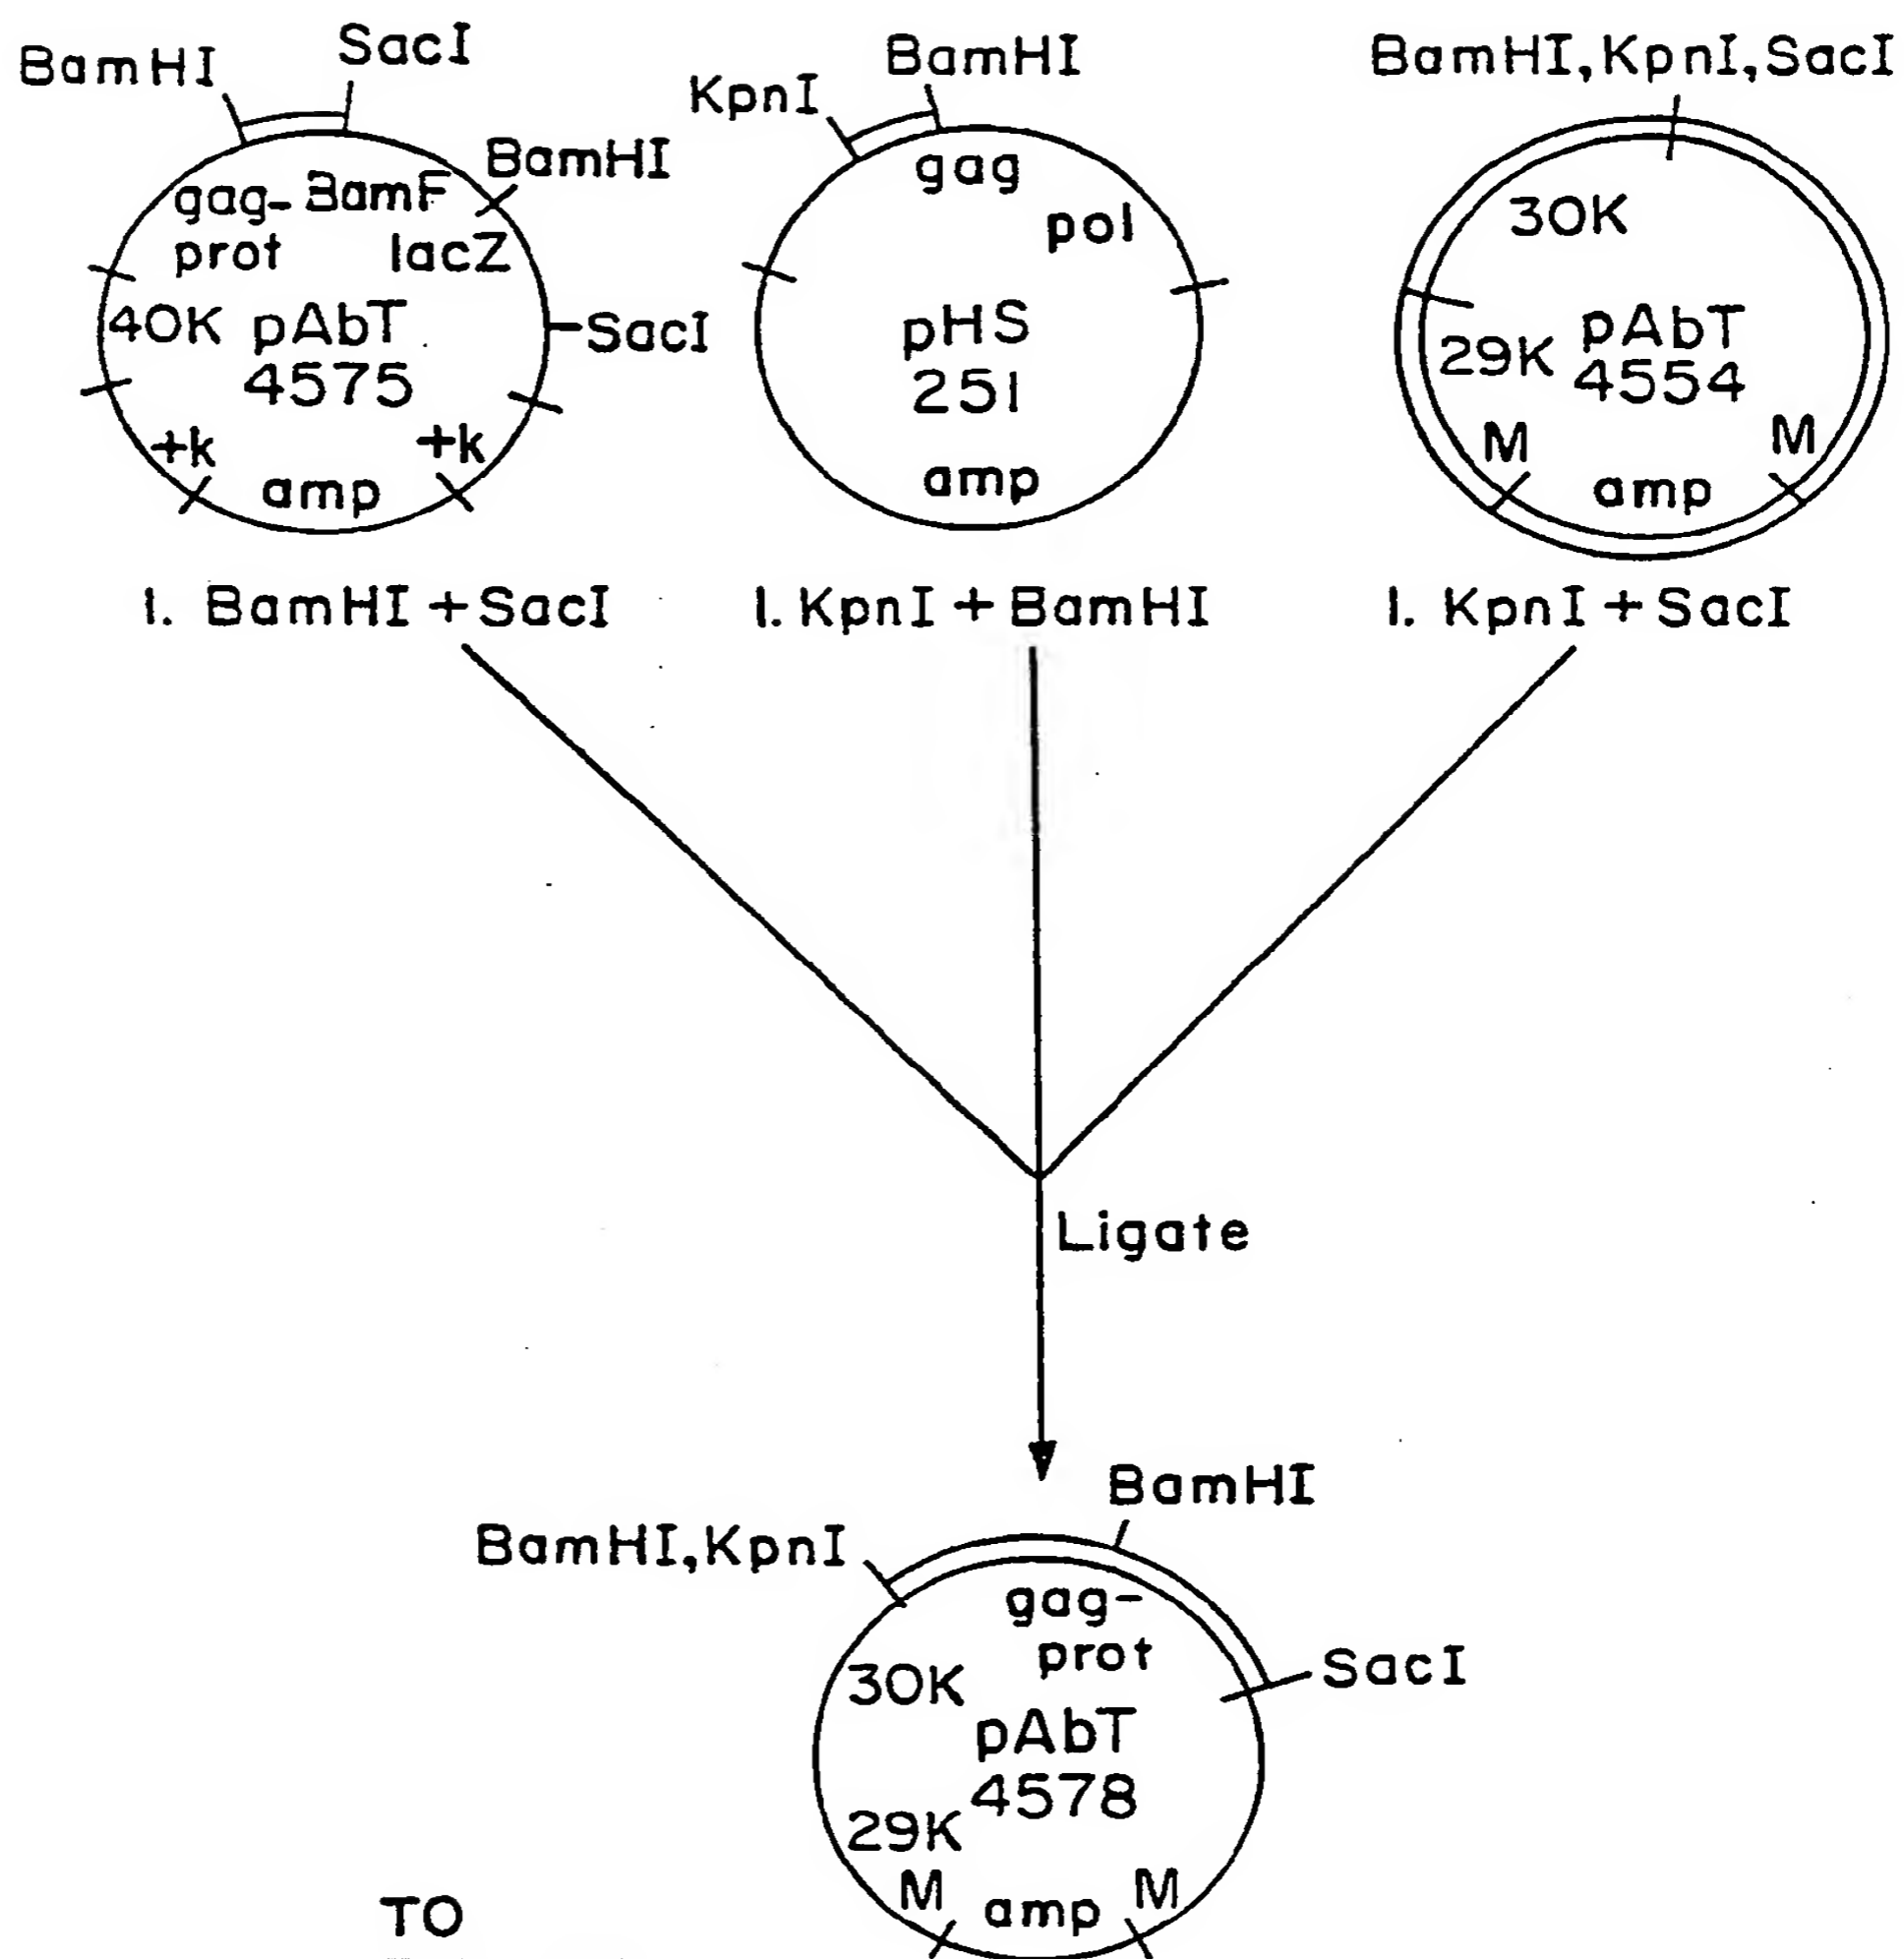 BamHI
SacI
BamHI
gag- BamF
prot lacZ
40K pAbT
4575
SacI
+k +k
amp
1. BamHI + SacI
KpnI
BamHI
gag
pol
pHS
251
amp
1. KpnI + BamHI
BamHI, KpnI, SacI
30K
29K pAbT
4554
M M
amp
1. KpnI + SacI
Ligate
BamHI
BamHI, KpnI
gag-
prot
SacI
30K
pAbT
4578
29K
M amp M
TO